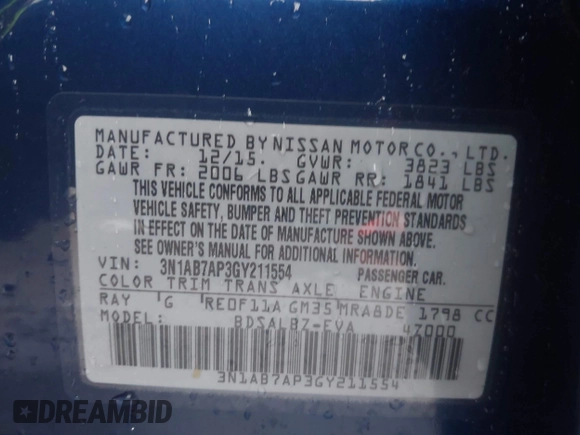 MANUFACTURED BY NISSAN MOTOR CO., LTD.
DATE: 12/15. GVWR: 3823 LBS
GAWR FR: 2006 LBS GAWR RR: 1841 LBS
THIS VEHICLE CONFORMS TO ALL APPLICABLE FEDERAL MOTOR
VEHICLE SAFETY, BUMPER AND THEFT PREVENTION STANDARDS
IN EFFECT ON THE DATE OF MANUFACTURE SHOWN ABOVE.
SEE OWNER'S MANUAL FOR ADDITIONAL INFORMATION.
VIN: 3N1AB7AP3GY211554 PASSENGER CAR.
COLOR TRIM TRANS AXLE ENGINE
RAY G RE0F11A GM35 MRA8DE 1798 CC
MODEL: BDSALBZ-EVA 47000
3N1AB7AP3GY211554
DREAMBID